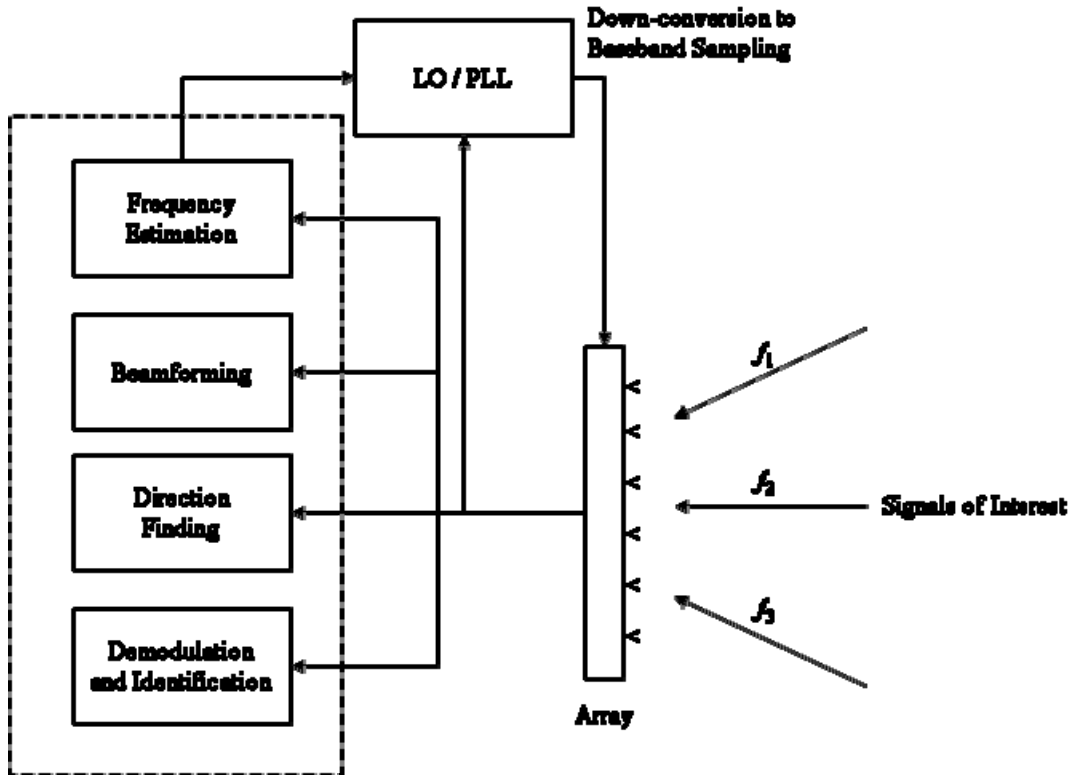 Down-conversion to
Baseband Sampling
LO / PLL
Frequency
Estimation
Beamforming
Direction
Finding
Demodulation
and Identification
f1
f2
f3
Signals of Interest
Array